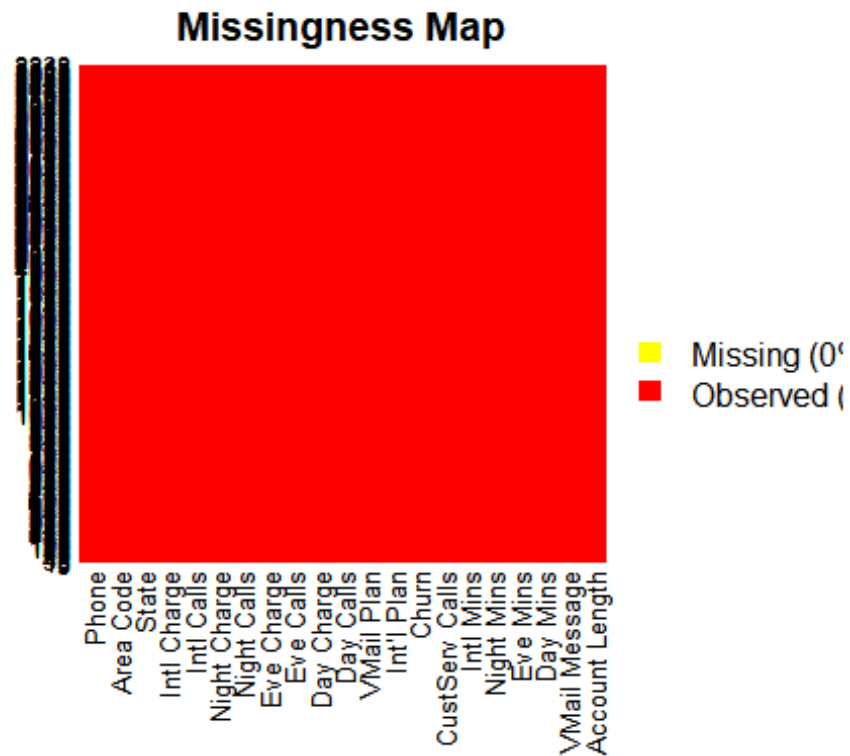 Missingness Map
Missing (0%
Observed (
Phone
Area Code
State
Intl Charge
Intl Calls
Night Charge
Night Calls
Eve Charge
Eve Calls
Day Charge
Day Calls
VMail Plan
Int'l Plan
Churn
CustServ Calls
Intl Mins
Night Mins
Eve Mins
Day Mins
VMail Message
Account Length